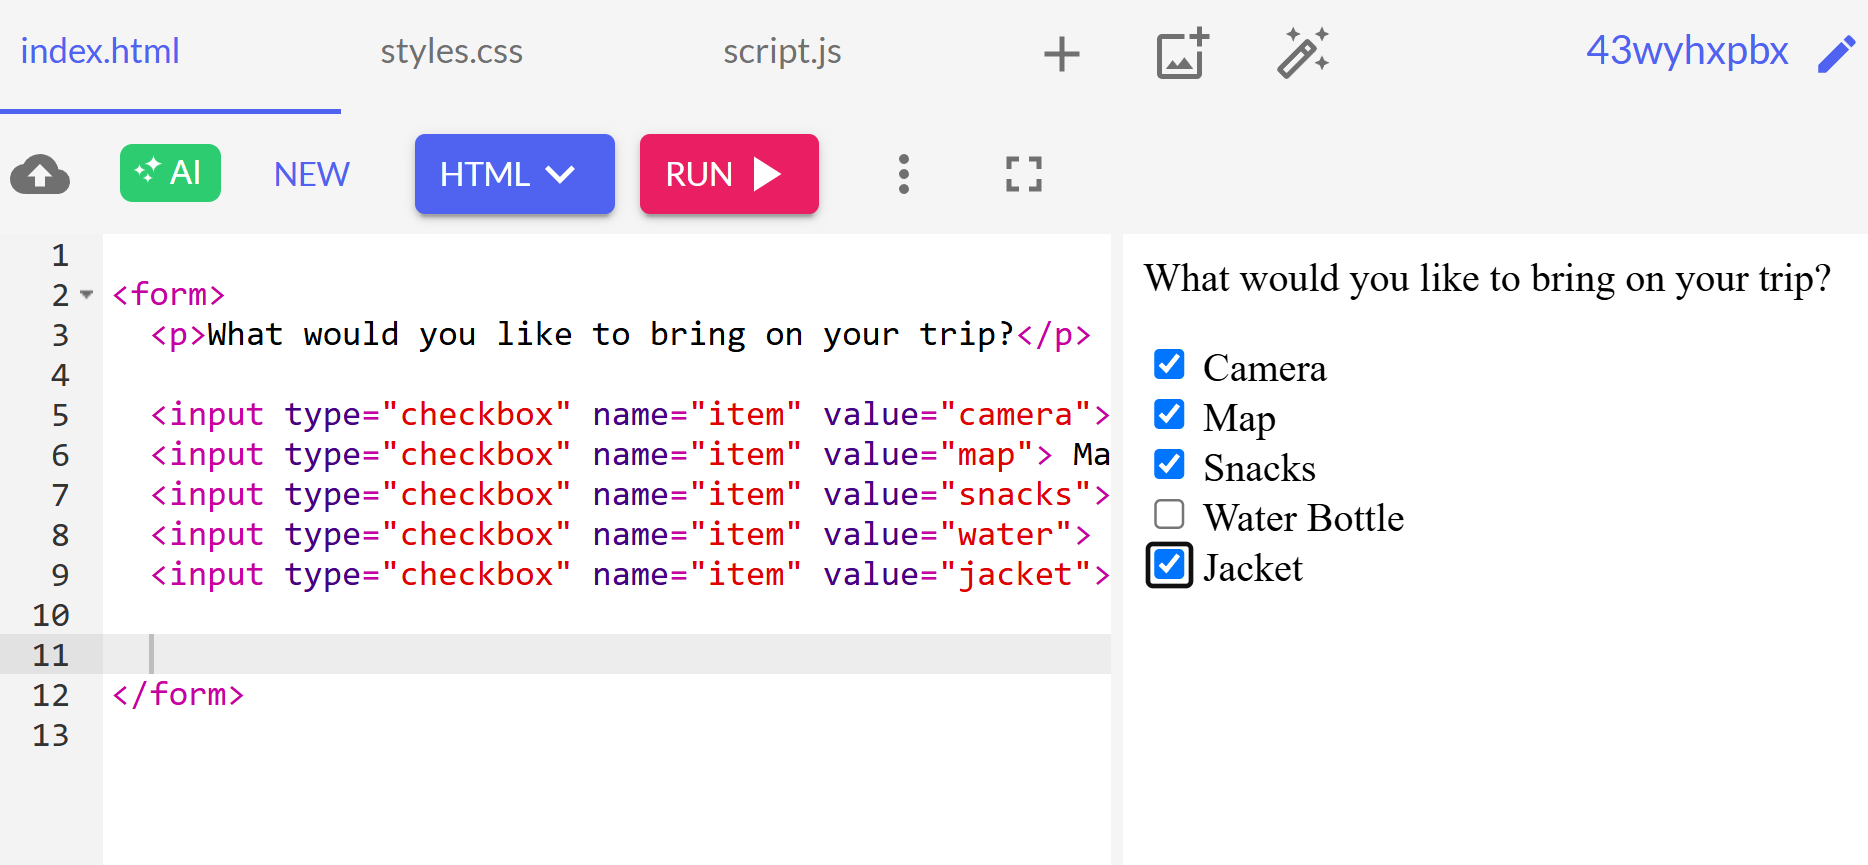 index.html styles.css script.js 43wyhxpbx
AI NEW HTML RUN
1
2 <form>
3 <p>What would you like to bring on your trip?</p>
4
5 <input type="checkbox" name="item" value="camera">
6 <input type="checkbox" name="item" value="map"> Ma
7 <input type="checkbox" name="item" value="snacks">
8 <input type="checkbox" name="item" value="water">
9 <input type="checkbox" name="item" value="jacket">
10
11
12 </form>
13
What would you like to bring on your trip?
Camera
Map
Snacks
Water Bottle
Jacket